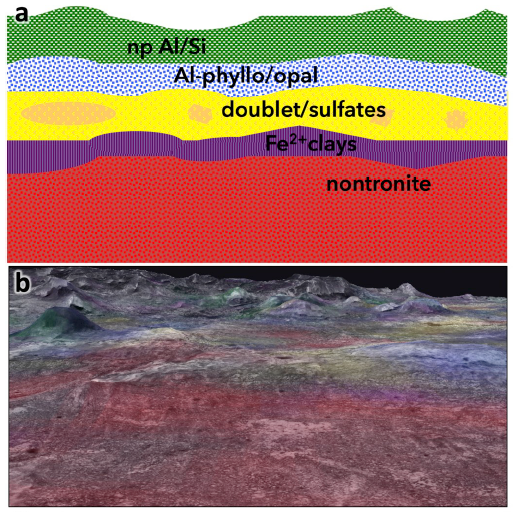 a
np Al/Si
Al-phyllo/opal
doublet/sulfates
Fe²⁺clays
nontronite
b